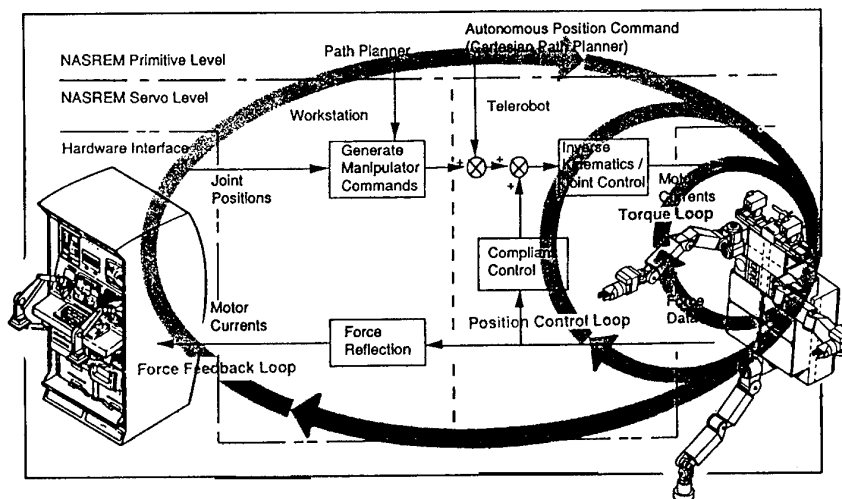 Autonomous Position Command
Path Planner
(Cartesian Path Planner)
NASREM Primitive Level
NASREM Servo Level
Workstation
Telerobot
Hardware Interface
Generate
Manipulator
Commands
+
+
+
Inverse
Kinematics /
Joint Control
Joint
Positions
Motor
Currents
Torque Loop
Compliant
Control
Force
Data
Motor
Currents
Force
Reflection
Position Control Loop
Force Feedback Loop